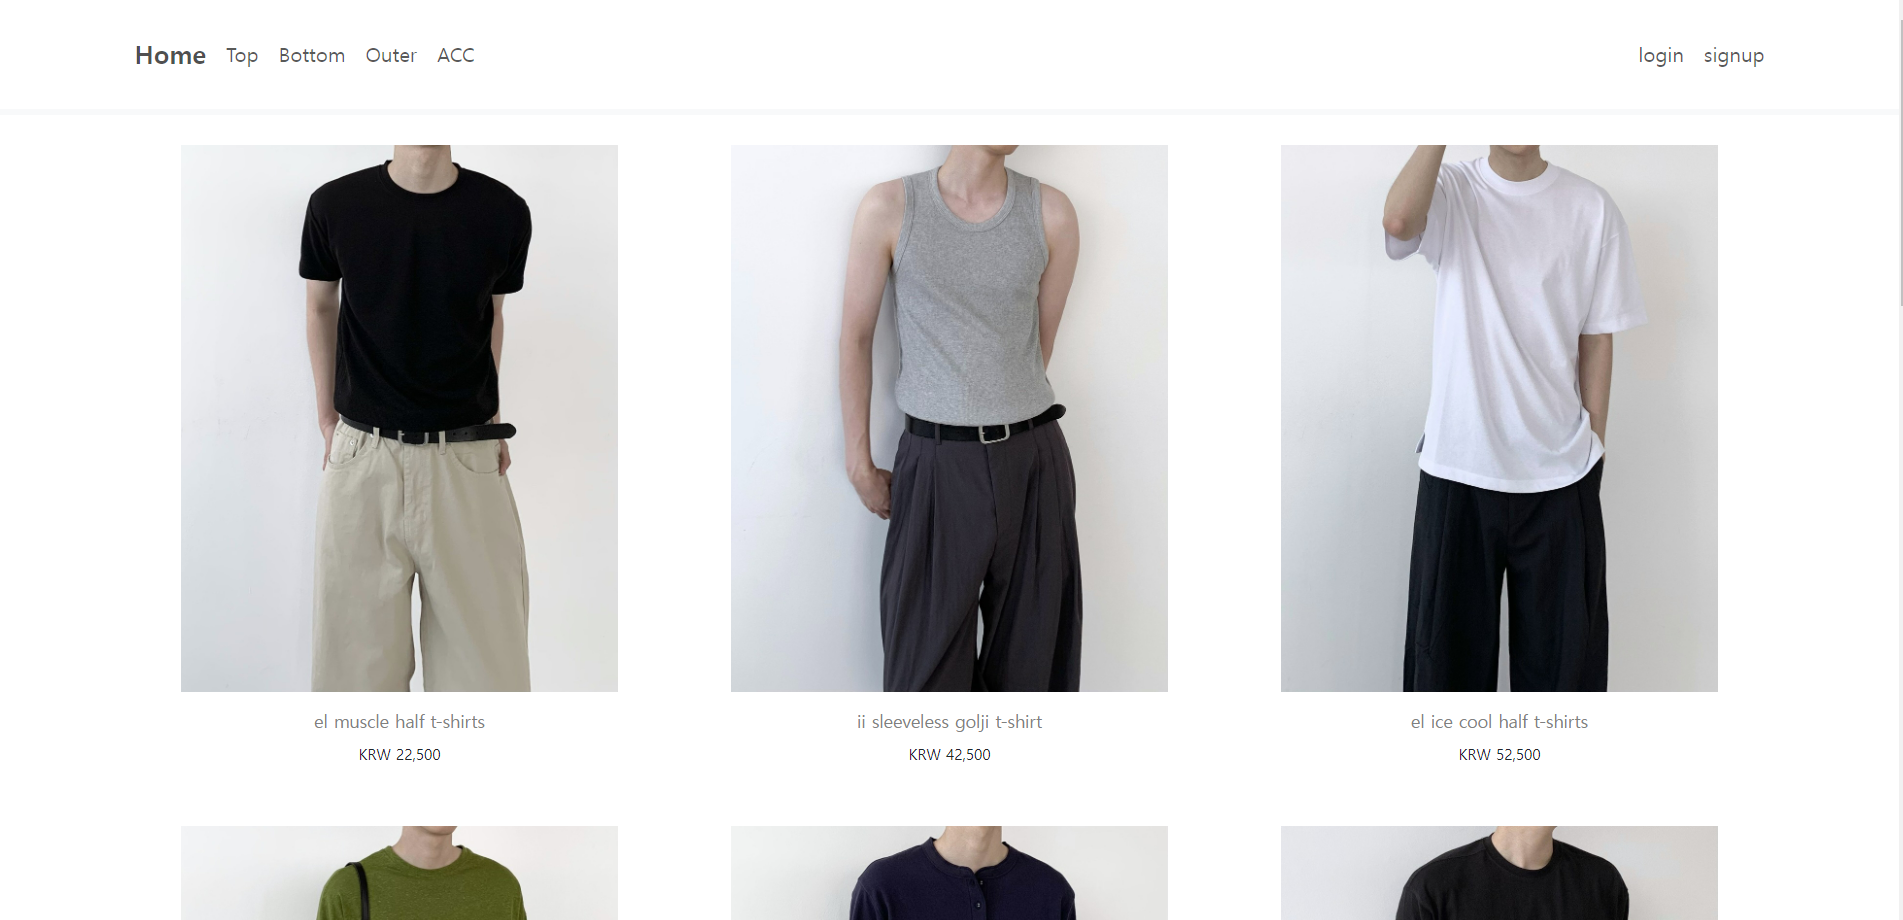 Home Top Bottom Outer ACC login signup
el muscle half t-shirts
KRW 22,500
ii sleeveless golji t-shirt
KRW 42,500
el ice cool half t-shirts
KRW 52,500